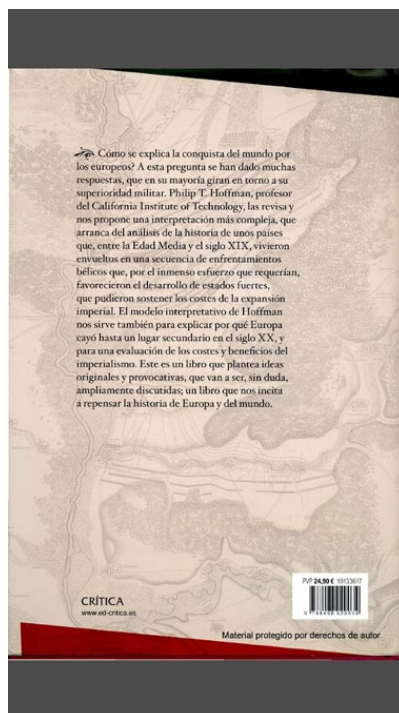 Cómo se explica la conquista del mundo por
los europeos? A esta pregunta se han dado muchas
respuestas, que en su mayoría giran en torno a su
superioridad militar. Philip T. Hoffman, profesor
del California Institute of Technology, las revisa y
nos propone una interpretación más compleja, que
arranca del análisis de la historia de unos países
que, entre la Edad Media y el siglo XIX, vivieron
envueltos en una secuencia de enfrentamientos
bélicos que, por el inmenso esfuerzo que requerían,
favorecieron el desarrollo de estados fuertes,
que pudieron sostener los costes de la expansión
imperial. El modelo interpretativo de Hoffman
nos sirve también para explicar por qué Europa
cayó hasta un lugar secundario en el siglo XX, y
para una evaluación de los costes y beneficios del
imperialismo. Este es un libro que plantea ideas
originales y provocativas, que van a ser, sin duda,
ampliamente discutidas; un libro que nos incita
a repensar la historia de Europa y del mundo.
PVP 24,90 € 10133617
CRÍTICA
www.ed-critica.es
Material protegido por derechos de autor